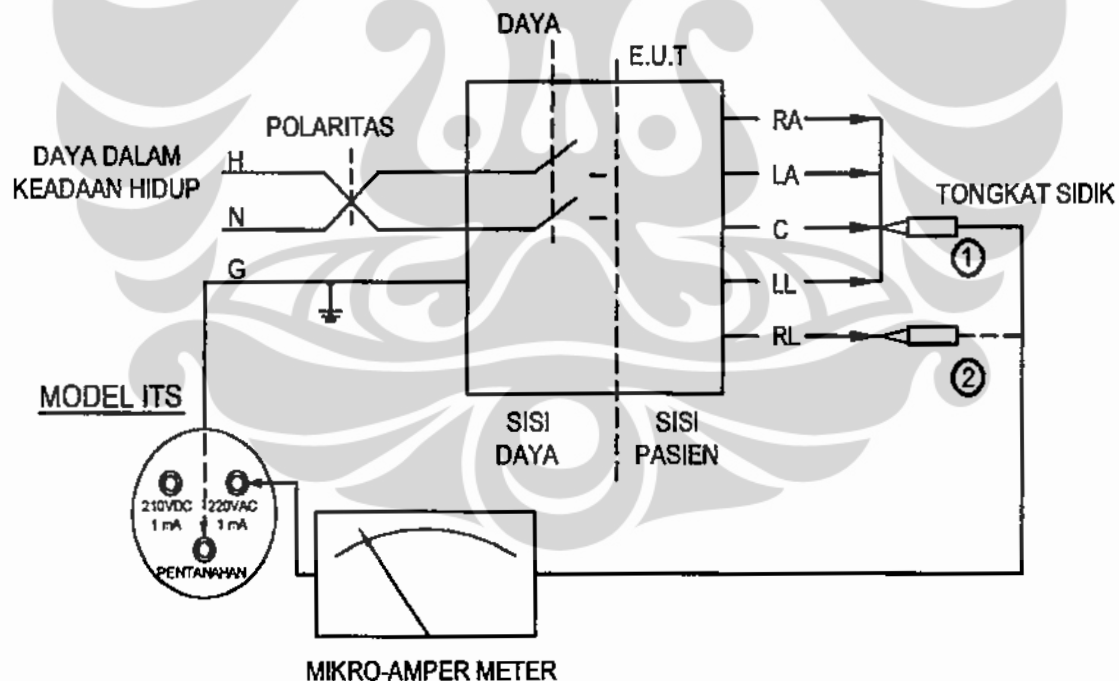 DAYA
E.U.T
POLARITAS
DAYA DALAM
KEADAAN HIDUP
H
N
G
RA
LA
C
LL
RL
TONGKAT SIDIK
1
2
MODEL ITS
SISI
DAYA
SISI
PASIEN
210VDC
1 mA
220VAC
1 mA
PENTANAHAN
MIKRO-AMPER METER